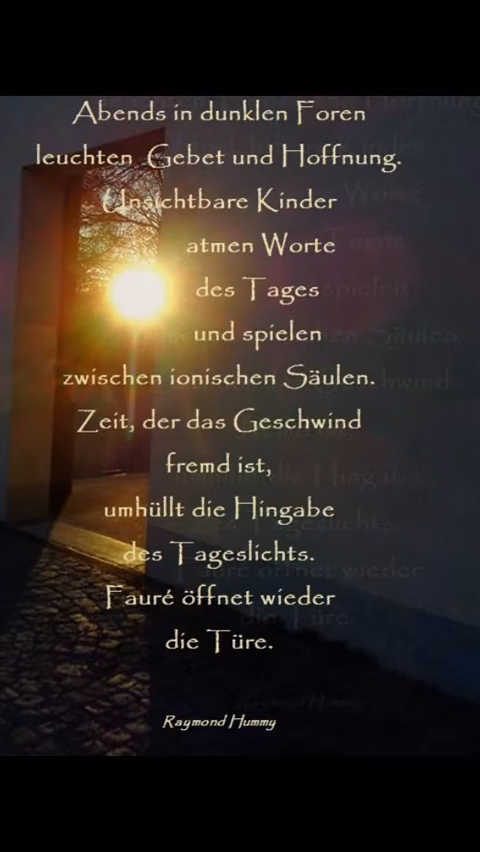 Abends in dunklen Foren
leuchten Gebet und Hoffnung.
Unsichtbare Kinder
atmen Worte
des Tages
und spielen
zwischen ionischen Säulen.
Zeit, der das Geschwind
fremd ist,
umhüllt die Hingabe
des Tageslichts.
Fauré öffnet wieder
die Türe.
Raymond Hummy